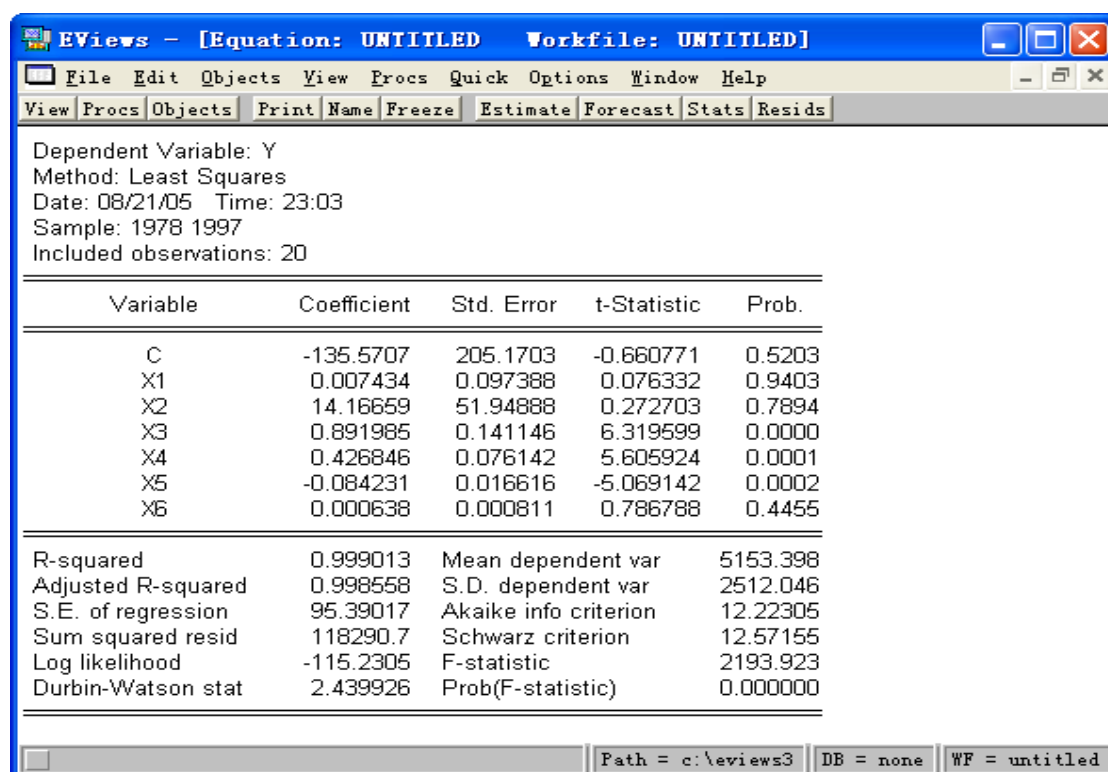 EViews - [Equation: UNTITLED Workfile: UNTITLED]
File Edit Objects View Procs Quick Options Window Help
View Procs Objects Print Name Freeze Estimate Forecast Stats Resids
Dependent Variable: Y
Method: Least Squares
Date: 08/21/05 Time: 23:03
Sample: 1978 1997
Included observations: 20
Variable Coefficient Std. Error t-Statistic Prob.
C -135.5707 205.1703 -0.660771 0.5203
X1 0.007434 0.097388 0.076332 0.9403
X2 14.16659 51.94888 0.272703 0.7894
X3 0.891985 0.141146 6.319599 0.0000
X4 0.426846 0.076142 5.605924 0.0001
X5 -0.084231 0.016616 -5.069142 0.0002
X6 0.000638 0.000811 0.786788 0.4455
R-squared 0.999013 Mean dependent var 5153.398
Adjusted R-squared 0.998558 S.D. dependent var 2512.046
S.E. of regression 95.39017 Akaike info criterion 12.22305
Sum squared resid 118290.7 Schwarz criterion 12.57155
Log likelihood -115.2305 F-statistic 2193.923
Durbin-Watson stat 2.439926 Prob(F-statistic) 0.000000
Path = c:\eviews3 DB = none WF = untitled